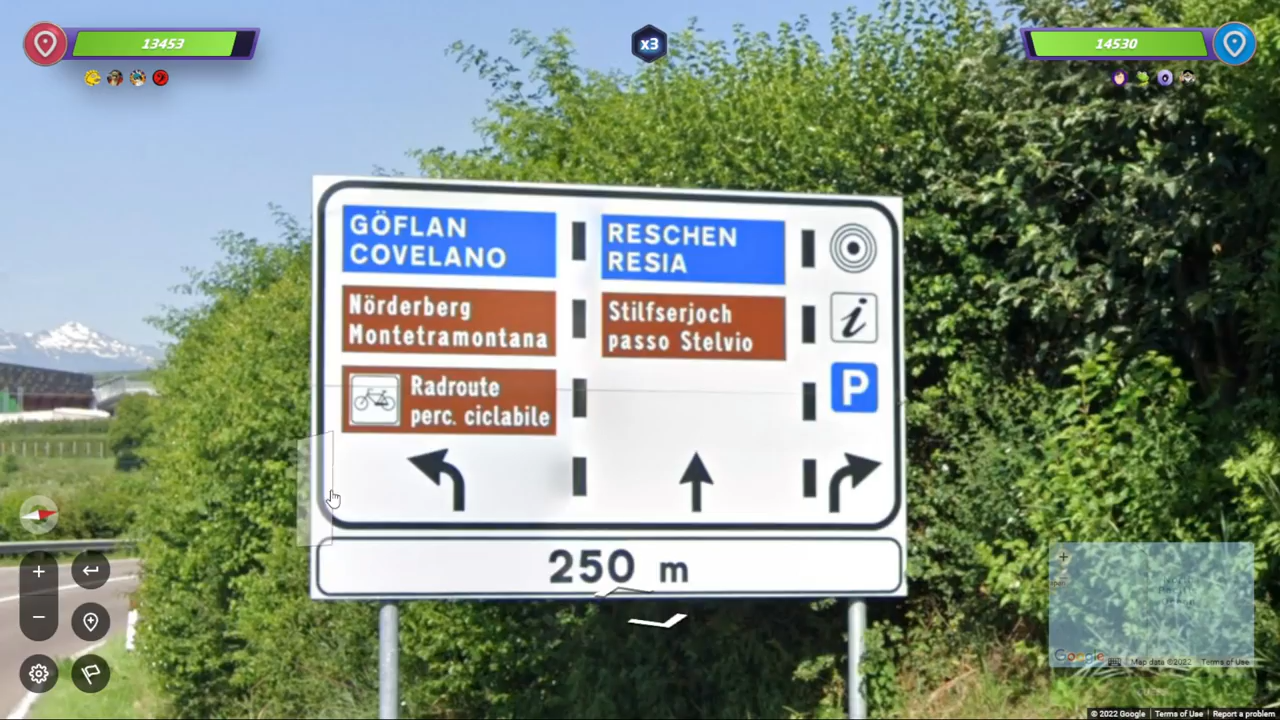 13453
x3
14530
GÖFLAN
COVELANO
RESCHEN
RESIA
Nörderberg
Montetramontana
Stilfserjoch
passo Stelvio
Radroute
perc. ciclabile
i
P
250 m
Google
Map data ©2022
Terms of Use
© 2022 Google
Terms of Use
Report a problem